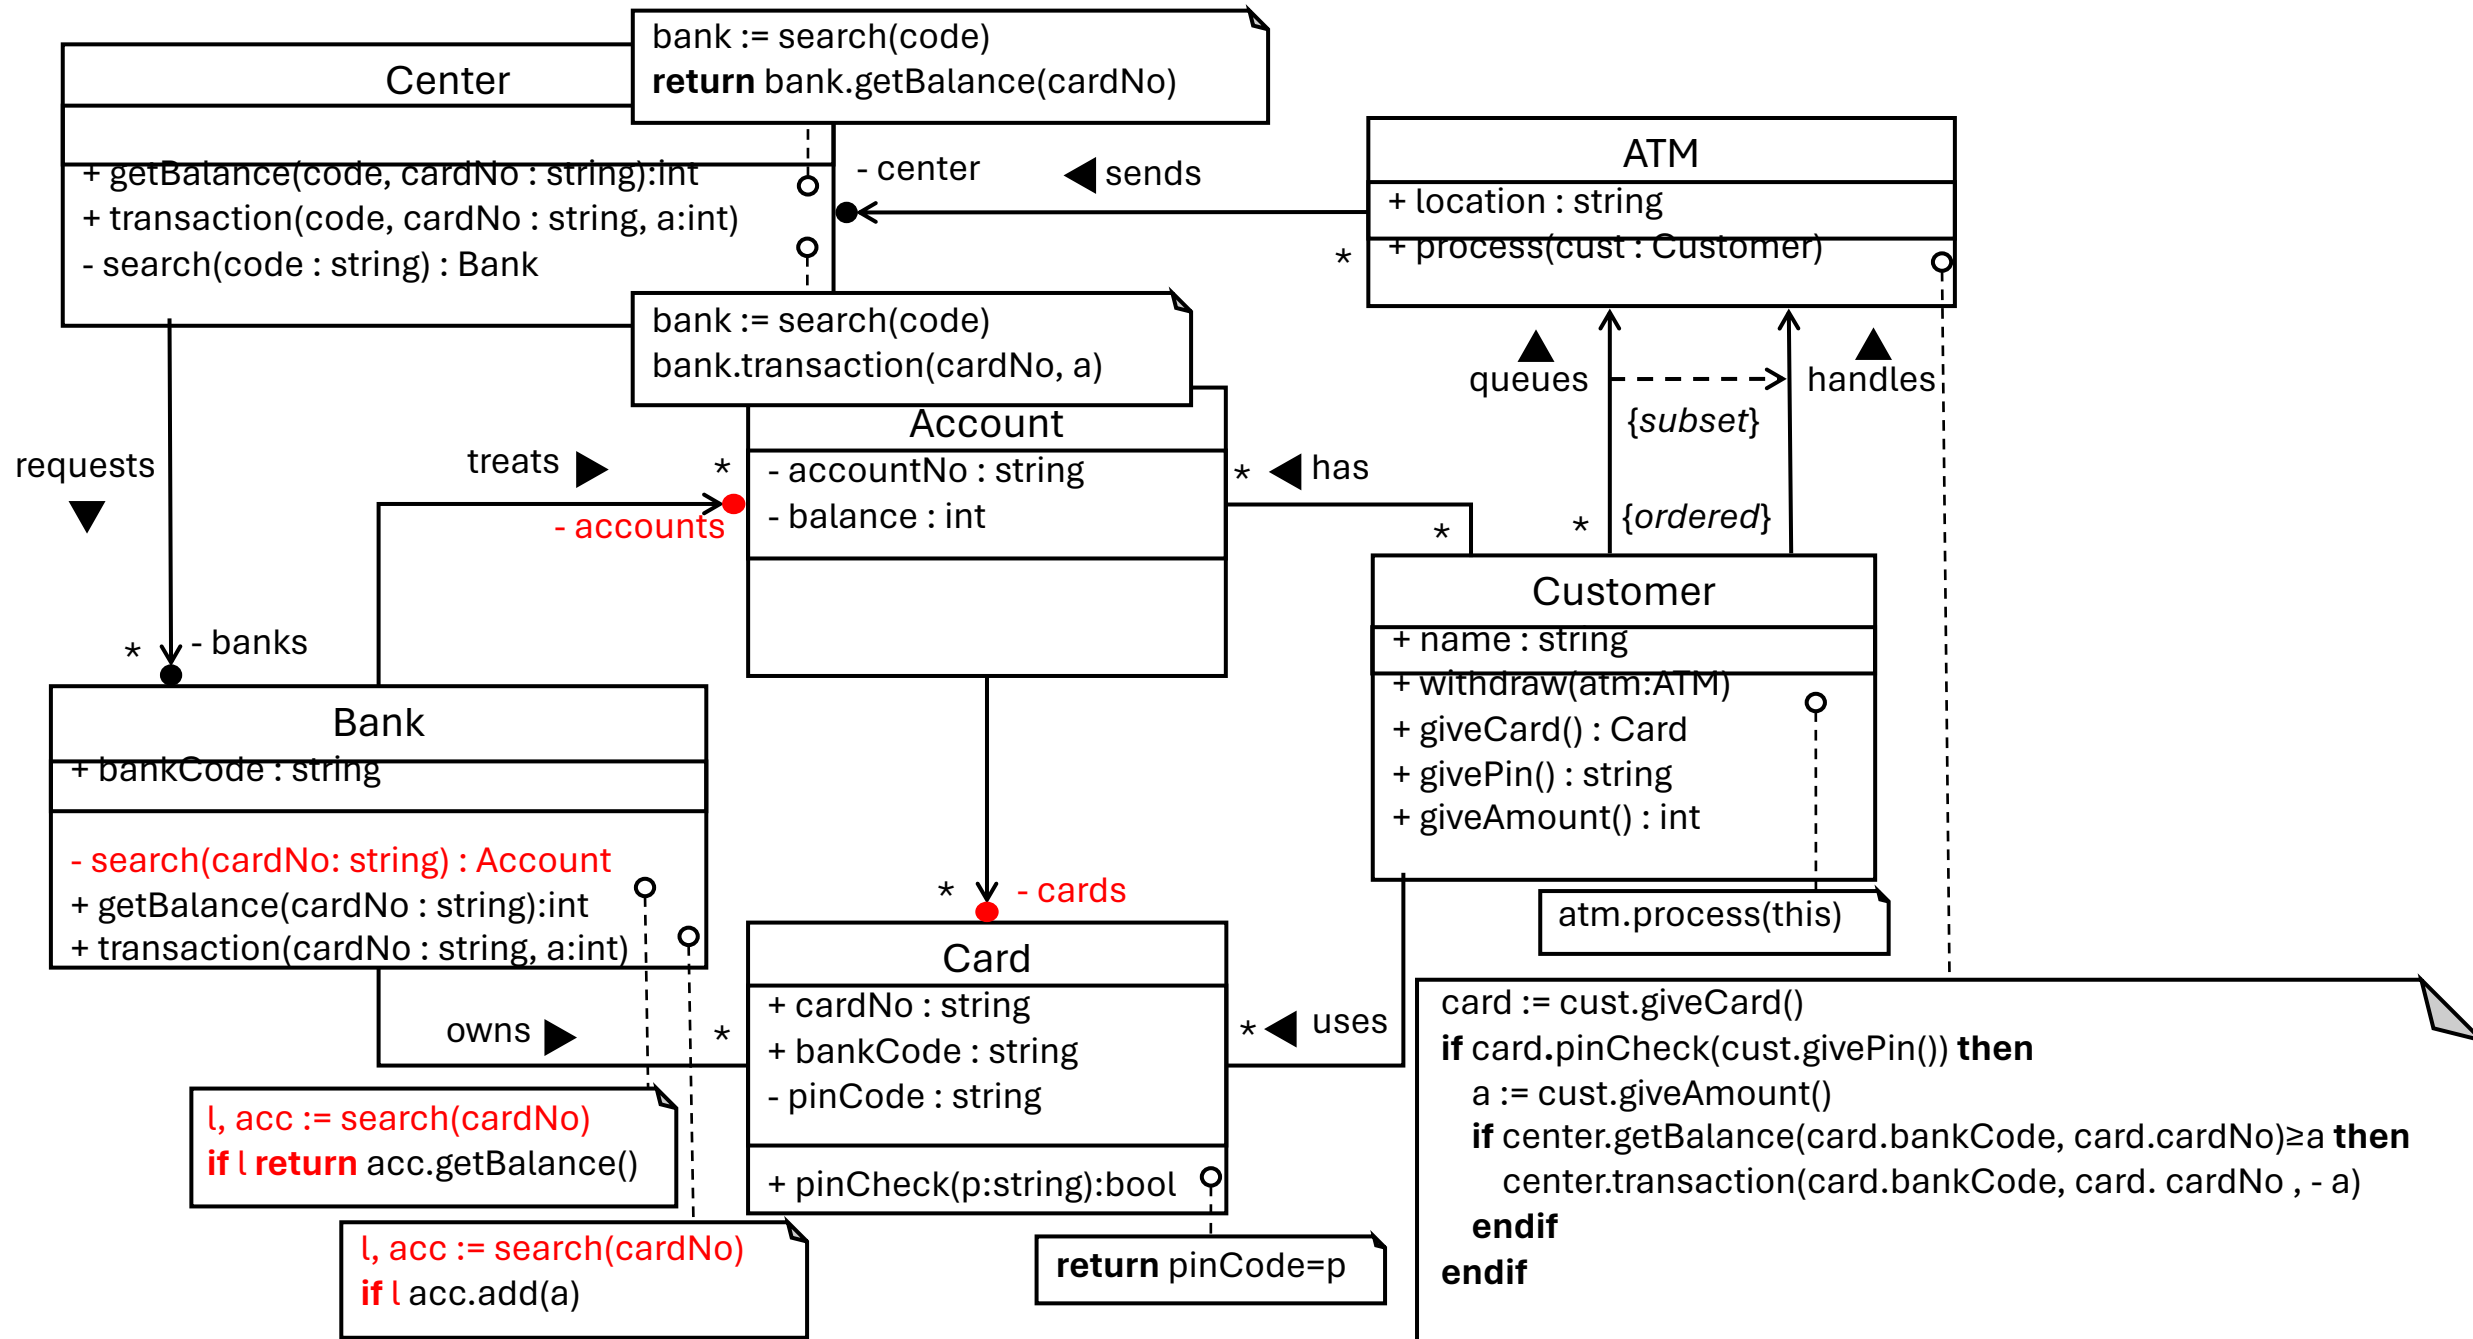 bank := search(code)
return bank.getBalance(cardNo)
Center
+ getBalance(code, cardNo : string):int
+ transaction(code, cardNo : string, a:int)
- search(code : string) : Bank
- center
sends
ATM
+ location : string
+ process(cust : Customer)
*
bank := search(code)
bank.transaction(cardNo, a)
queues
handles
{subset}
requests
treats
*
- accounts
Account
- accountNo : string
- balance : int
*
has
*
*
{ordered}
Customer
+ name : string
+ withdraw(atm:ATM)
+ giveCard() : Card
+ givePin() : string
+ giveAmount() : int
*
- banks
Bank
+ bankCode : string
- search(cardNo: string) : Account
+ getBalance(cardNo : string):int
+ transaction(cardNo : string, a:int)
*
- cards
atm.process(this)
Card
+ cardNo : string
+ bankCode : string
- pinCode : string
+ pinCheck(p:string):bool
owns
*
*
uses
l, acc := search(cardNo)
if l return acc.getBalance()
l, acc := search(cardNo)
if l acc.add(a)
return pinCode=p
card := cust.giveCard()
if card.pinCheck(cust.givePin()) then
a := cust.giveAmount()
if center.getBalance(card.bankCode, card.cardNo)≥a then
center.transaction(card.bankCode, card. cardNo , - a)
endif
endif